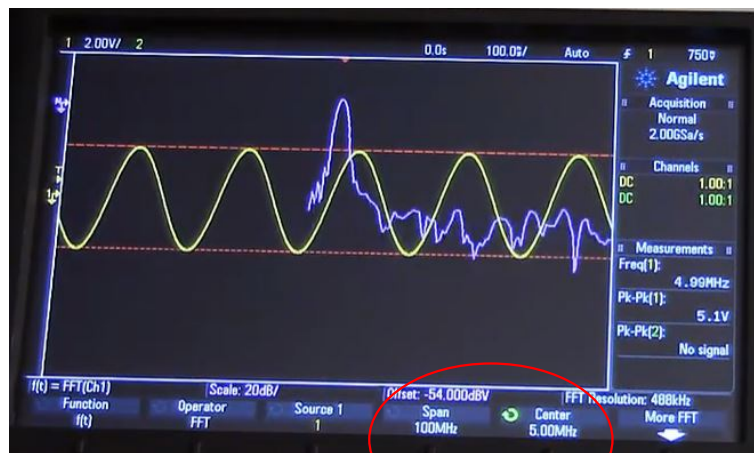 1 2.00V/ 2 0.0s 100.0⅟ Auto 1 750
Agilent
Acquisition
Normal
2.00GSa/s
Channels
DC 1.00:1
DC 1.00:1
Measurements
Freq(1):
4.99MHz
Pk-Pk(1):
5.1V
Pk-Pk(2):
No signal
f(t) = FFT(Ch1) Scale: 20dB/ Offset: -54.000dBV FFT Resolution: 488kHz
Function Operator Source 1 Span Center More FFT
f(t) FFT 1 100MHz 5.00MHz